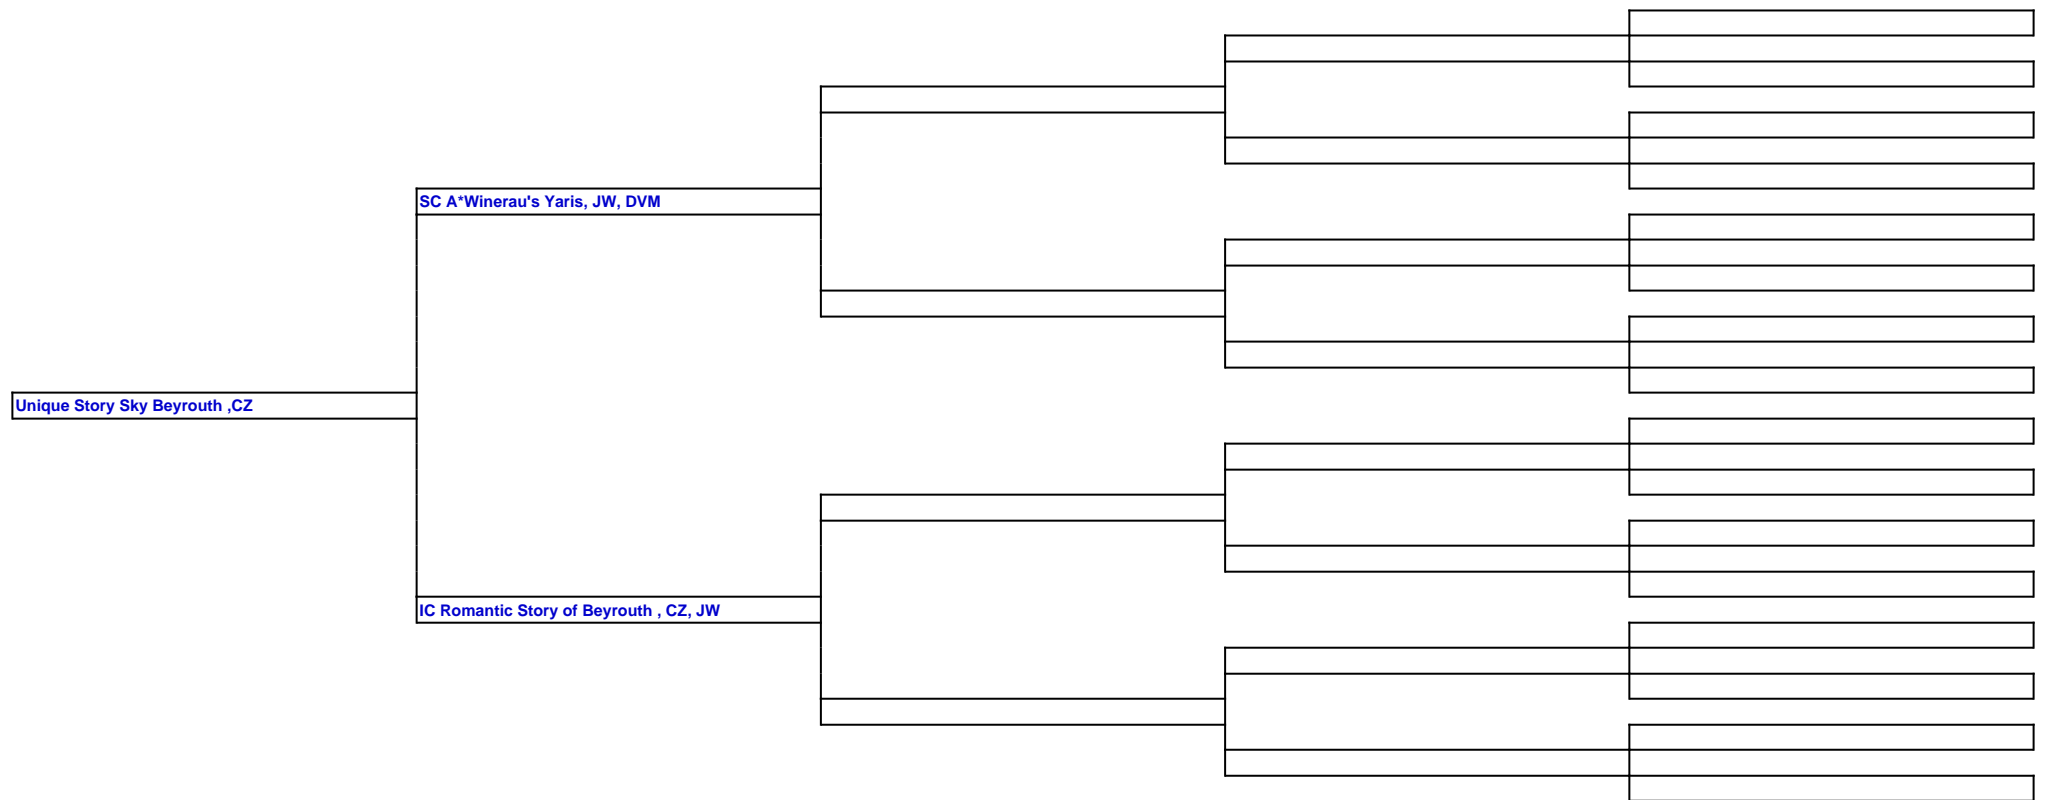 SC A*Winerau's Yaris, JW, DVM
Unique Story Sky Beyrouth ,CZ
IC Romantic Story of Beyrouth , CZ, JW